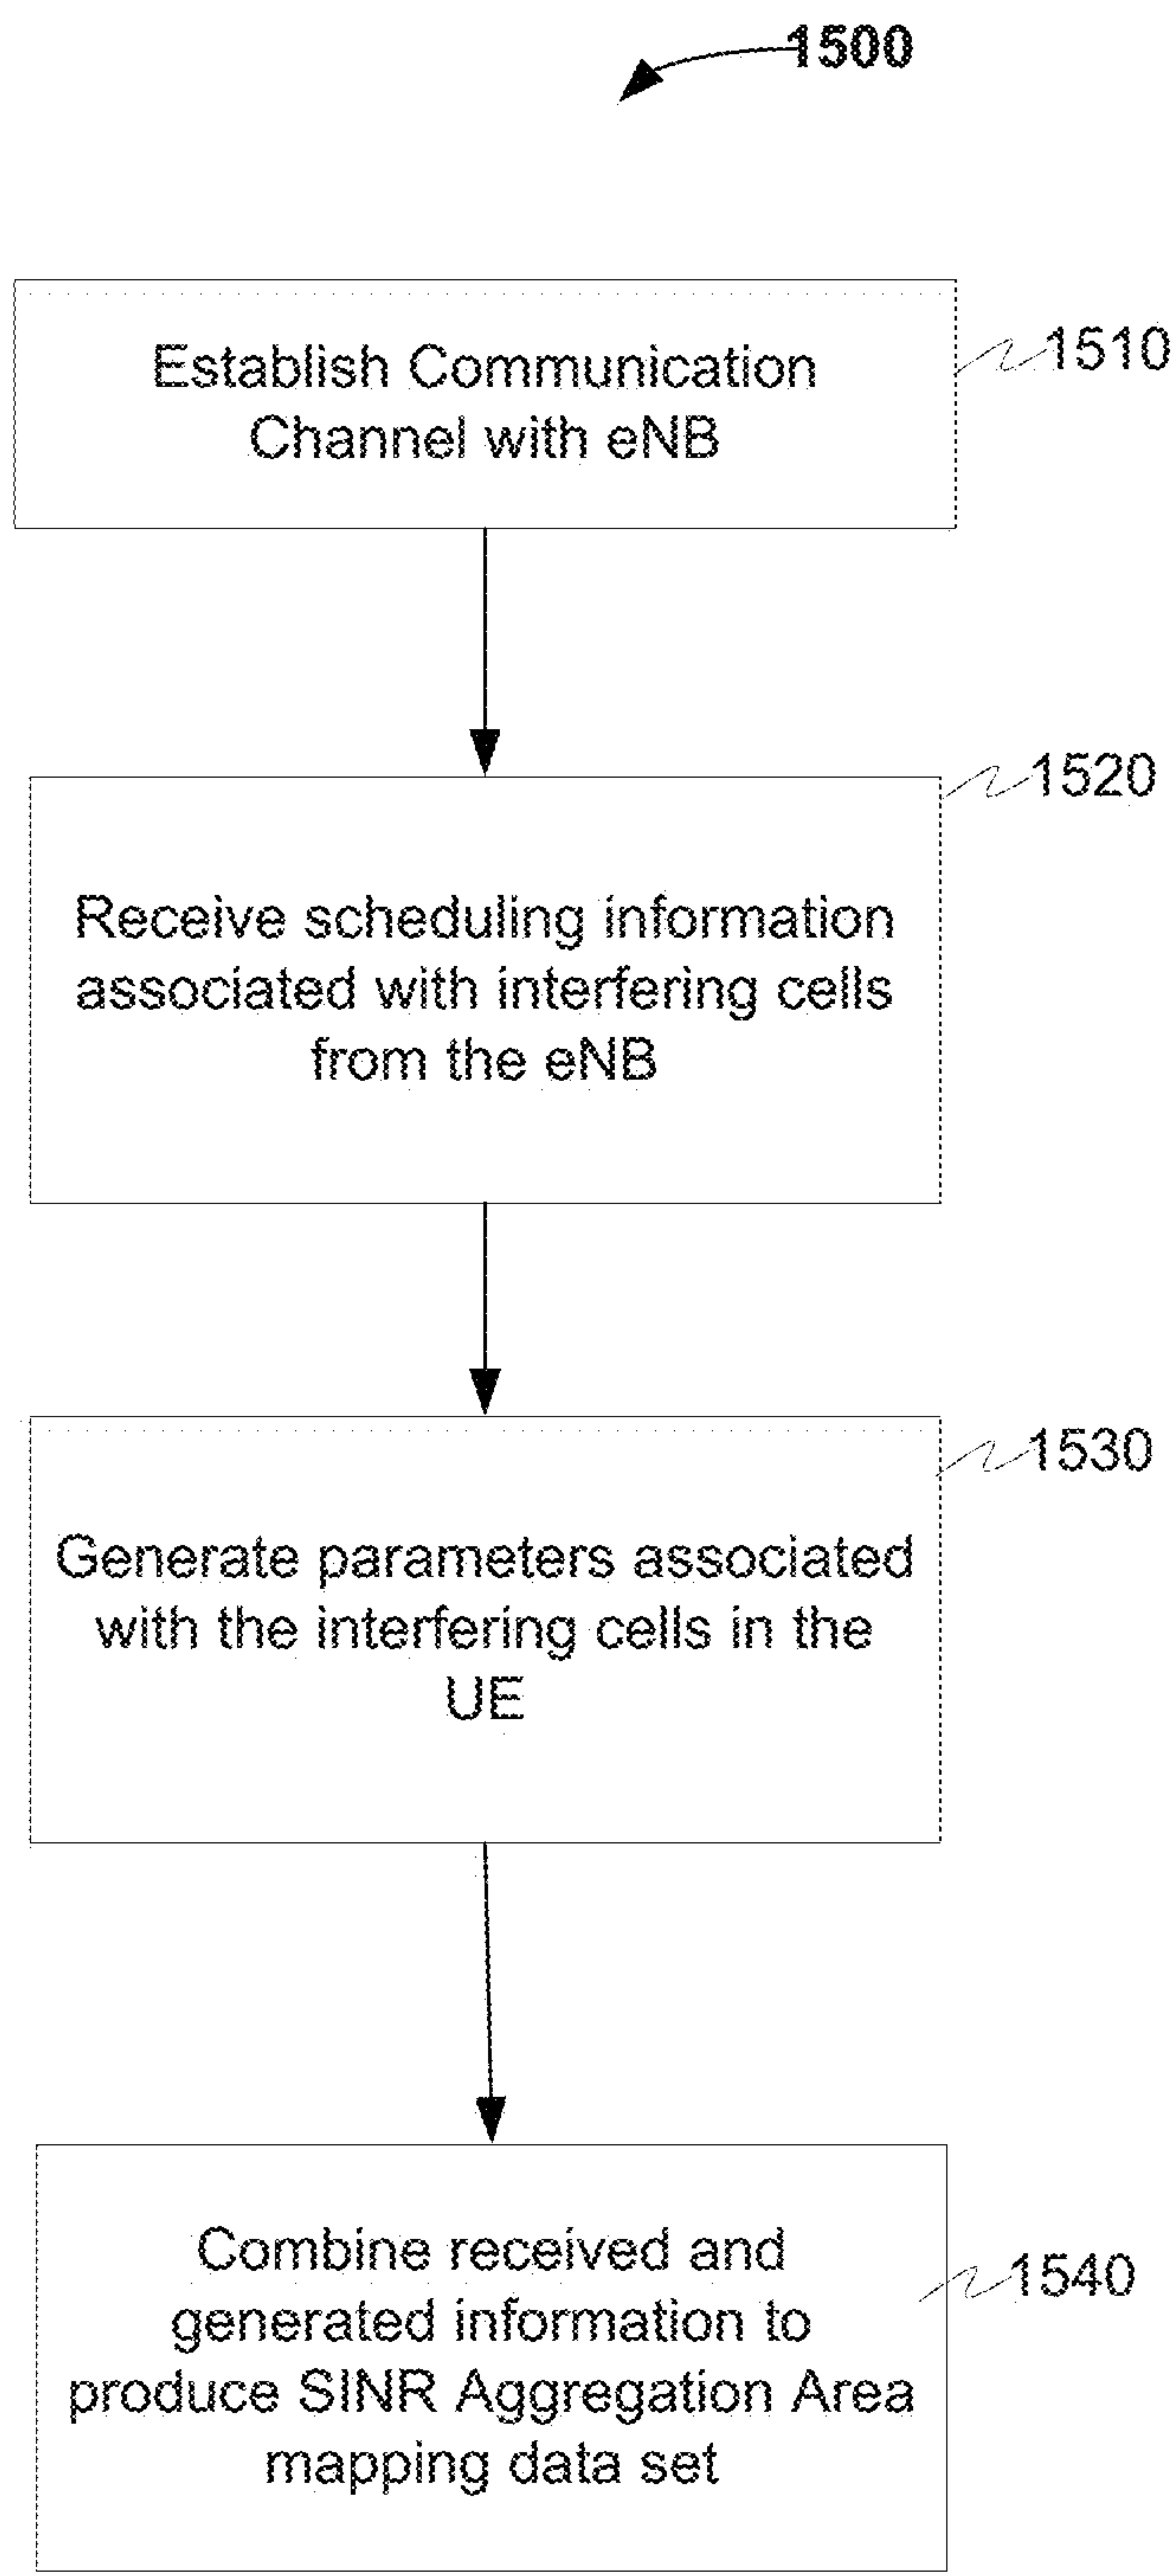 1500
Establish Communication
Channel with eNB
1510
1520
Receive scheduling information
associated with interfering cells
from the eNB
1530
Generate parameters associated
with the interfering cells in the
UE
Combine received and
generated information to
produce SINR Aggregation Area
mapping data set
1540